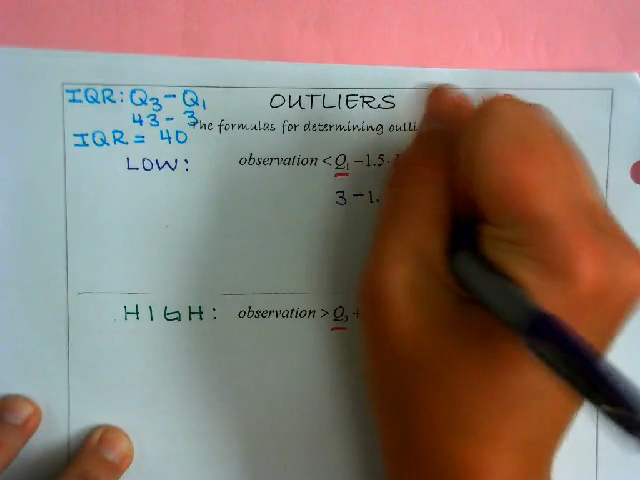 IQR: Q3 - Q1
OUTLIERS
43 - 3
The formulas for determining
IQR = 40
LOW: observation < Q1 - 1.5 ·
3 - 1.
HIGH: observation > Q3 +